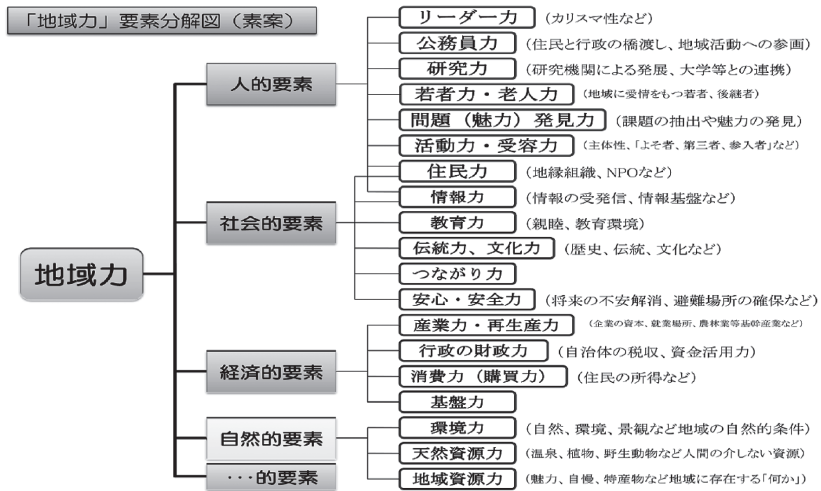 「地域力」要素分解図（素案）
地域力
人的要素
リーダー力 （カリスマ性など）
公務員力 （住民と行政の橋渡し、地域活動への参画）
研究力 （研究機関による発展、大学等との連携）
若者力・老人力 （地域に愛情をもつ若者、後継者）
問題（魅力）発見力 （課題の抽出や魅力の発見）
活動力・受容力 （主体性、「よそ者、第三者、参入者」など）
住民力 （地縁組織、NPOなど）
情報力 （情報の受発信、情報基盤など）
社会的要素
教育力 （親睦、教育環境）
伝統力、文化力 （歴史、伝統、文化など）
つながり力
安心・安全力 （将来の不安解消、避難場所の確保など）
経済的要素
産業力・再生産力 （企業の資本、就業場所、農林業等基幹産業など）
行政の財政力 （自治体の税収、資金活用力）
消費力（購買力） （住民の所得など）
基盤力
自然的要素
環境力 （自然、環境、景観など地域の自然的条件）
天然資源力 （温泉、植物、野生動物など人間の介しない資源）
・・・的要素
地域資源力 （魅力、自慢、特産物など地域に存在する「何か」）